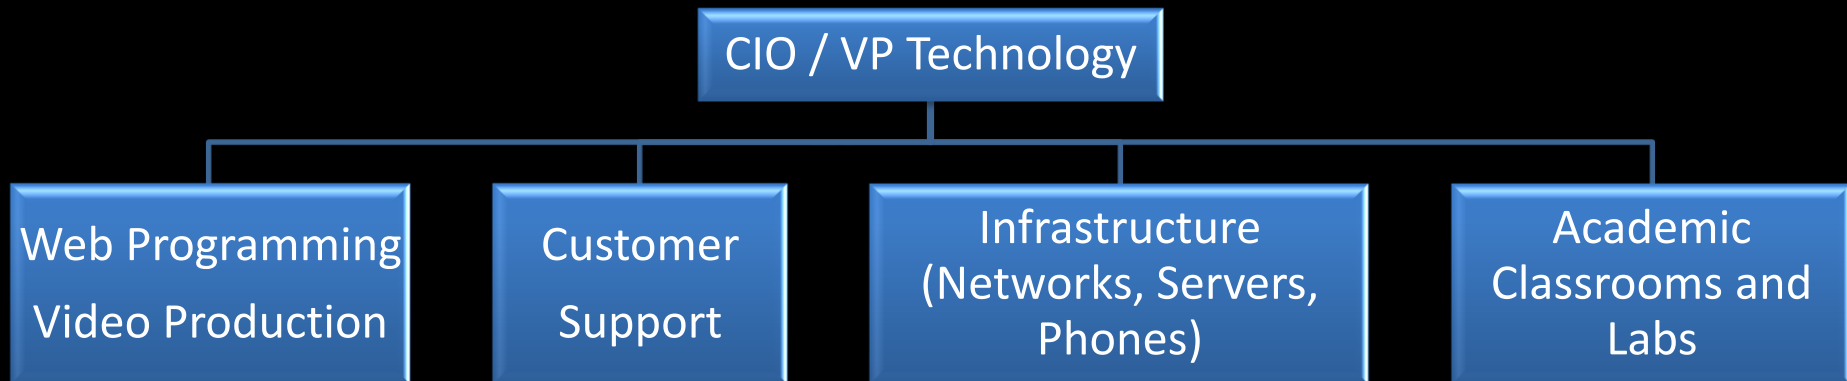 CIO / VP Technology
Web Programming
Video Production
Customer
Support
Infrastructure
(Networks, Servers,
Phones)
Academic
Classrooms and
Labs